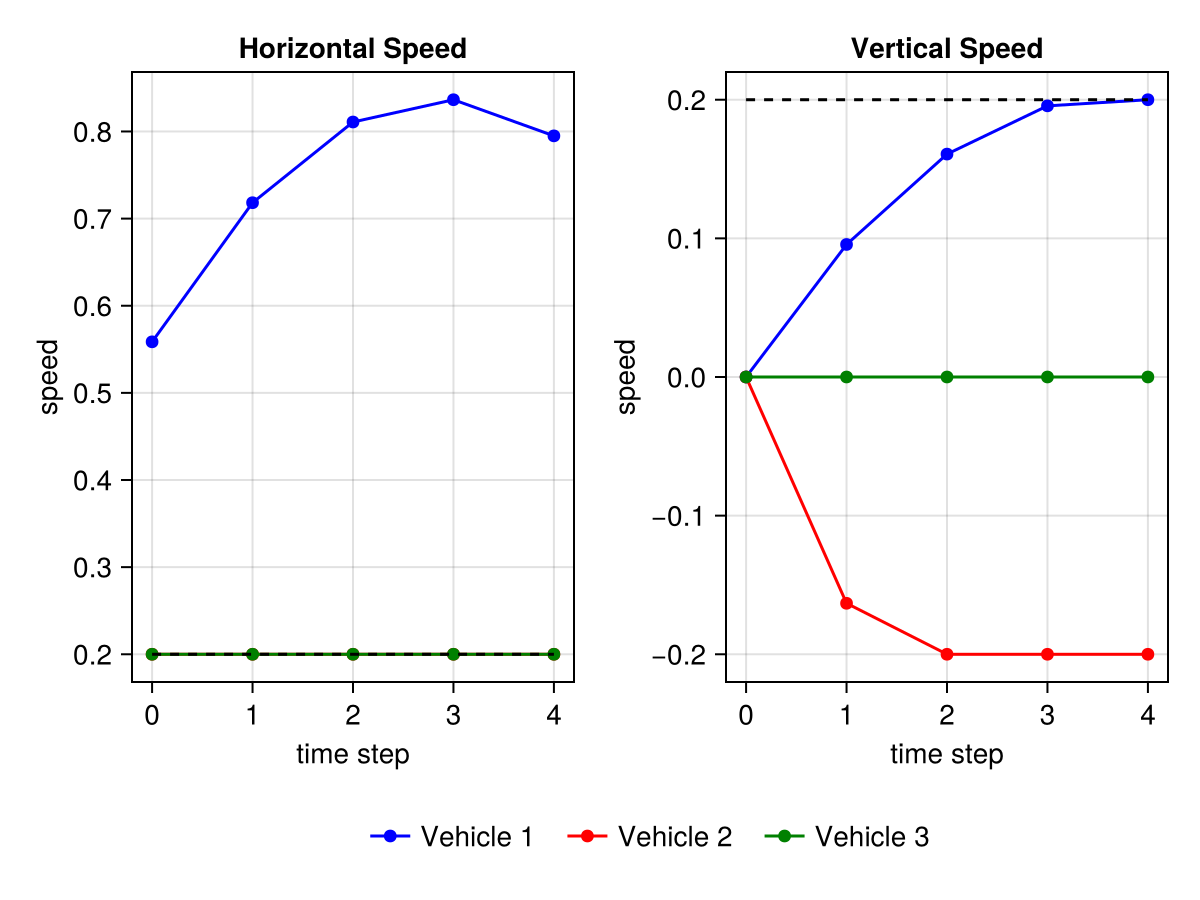 Horizontal Speed
speed
0.8
0.7
0.6
0.5
0.4
0.3
0.2
0 1 2 3 4
time step
Vertical Speed
speed
0.2
0.1
0.0
−0.1
−0.2
0 1 2 3 4
time step
Vehicle 1 Vehicle 2 Vehicle 3